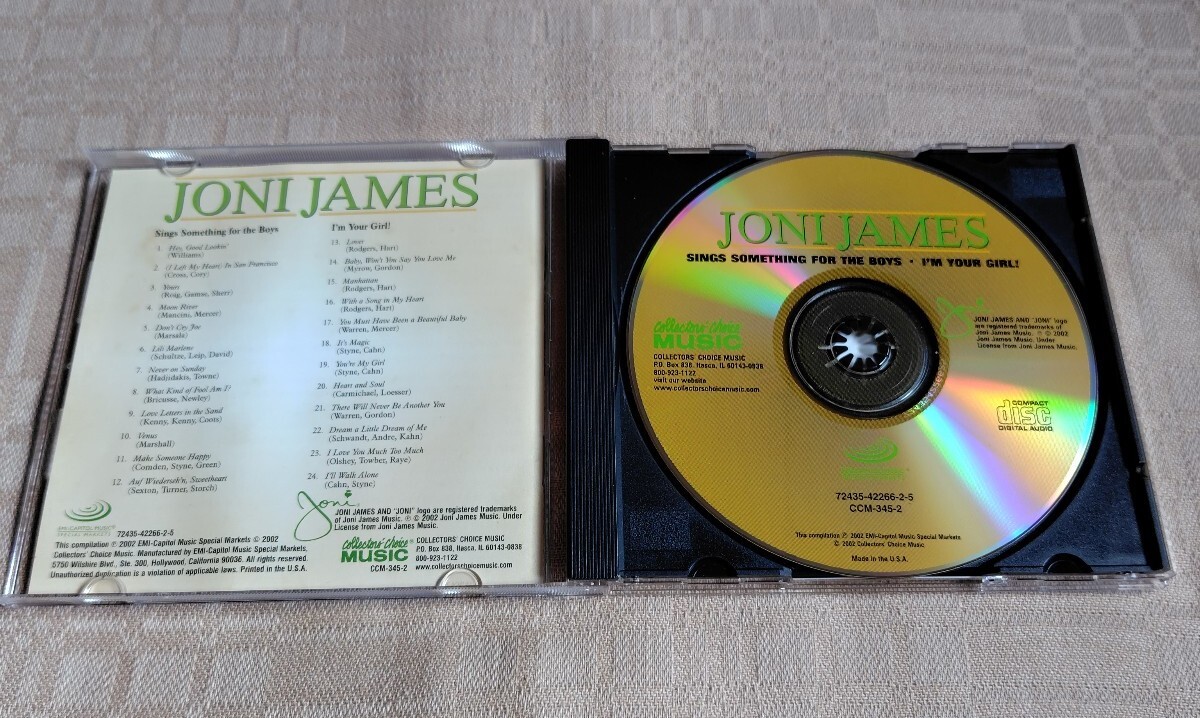 JONI JAMES
Sings Something for the Boys
1. Hey, Good Lookin'
(Williams)
2. (I Left My Heart) In San Francisco
(Cross, Cory)
3. Yours
(Roig, Gamse, Sherr)
4. Moon River
(Mancini, Mercer)
5. Don't Cry Joe
(Marsala)
6. Lili Marlene
(Schultze, Leip, David)
7. Never on Sunday
(Hadjidakis, Towne)
8. What Kind of Fool Am I?
(Bricusse, Newley)
9. Love Letters in the Sand
(Kenny, Kenny, Coots)
10. Venus
(Marshall)
11. Make Someone Happy
(Comden, Styne, Green)
12. Auf Wiederseh'n, Sweetheart
(Sexton, Turner, Storch)
I'm Your Girl!
13. Lover
(Rodgers, Hart)
14. Baby, Won't You Say You Love Me
(Myrow, Gordon)
15. Manhattan
(Rodgers, Hart)
16. With a Song in My Heart
(Rodgers, Hart)
17. You Must Have Been a Beautiful Baby
(Warren, Mercer)
18. It's Magic
(Styne, Cahn)
19. You're My Girl
(Styne, Cahn)
20. Heart and Soul
(Carmichael, Loesser)
21. There Will Never Be Another You
(Warren, Gordon)
22. Dream a Little Dream of Me
(Schwandt, Andre, Kahn)
23. I Love You Much Too Much
(Olshey, Towber, Raye)
24. I'll Walk Alone
(Cahn, Styne)
Joni
JONI JAMES AND "JONI" logo are registered trademarks
of Joni James Music. ℗ © 2002 Joni James Music. Under
License from Joni James Music.
EMI-CAPITOL MUSIC
SPECIAL MARKETS
72435-42266-2-5
This compilation ℗ 2002 EMI-Capitol Music Special Markets © 2002
Collectors' Choice Music. Manufactured by EMI-Capitol Music Special Markets,
5750 Wilshire Blvd., Ste. 300, Hollywood, California 90036. All rights reserved.
Unauthorized duplication is a violation of applicable laws. Printed in the U.S.A.
Collectors' Choice
MUSIC®
CCM-345-2
COLLECTORS' CHOICE MUSIC
P.O. Box 838, Itasca, IL 60143-0838
800-923-1122
www.collectorschoicemusic.com
JONI JAMES
SINGS SOMETHING FOR THE BOYS • I'M YOUR GIRL!
Collectors' Choice
MUSIC
COLLECTORS' CHOICE MUSIC
P.O. Box 838, Itasca, IL 60143-0838
800-923-1122
visit our website
www.collectorschoicemusic.com
JONI JAMES AND "JONI" logo
are registered trademarks of
Joni James Music. ℗ © 2002
Joni James Music. Under
License from Joni James Music.
COMPACT
disc
DIGITAL AUDIO
72435-42266-2-5
CCM-345-2
This compilation ℗ 2002 EMI-Capitol Music Special Markets
© 2002 Collectors' Choice Music
Made in the U.S.A.